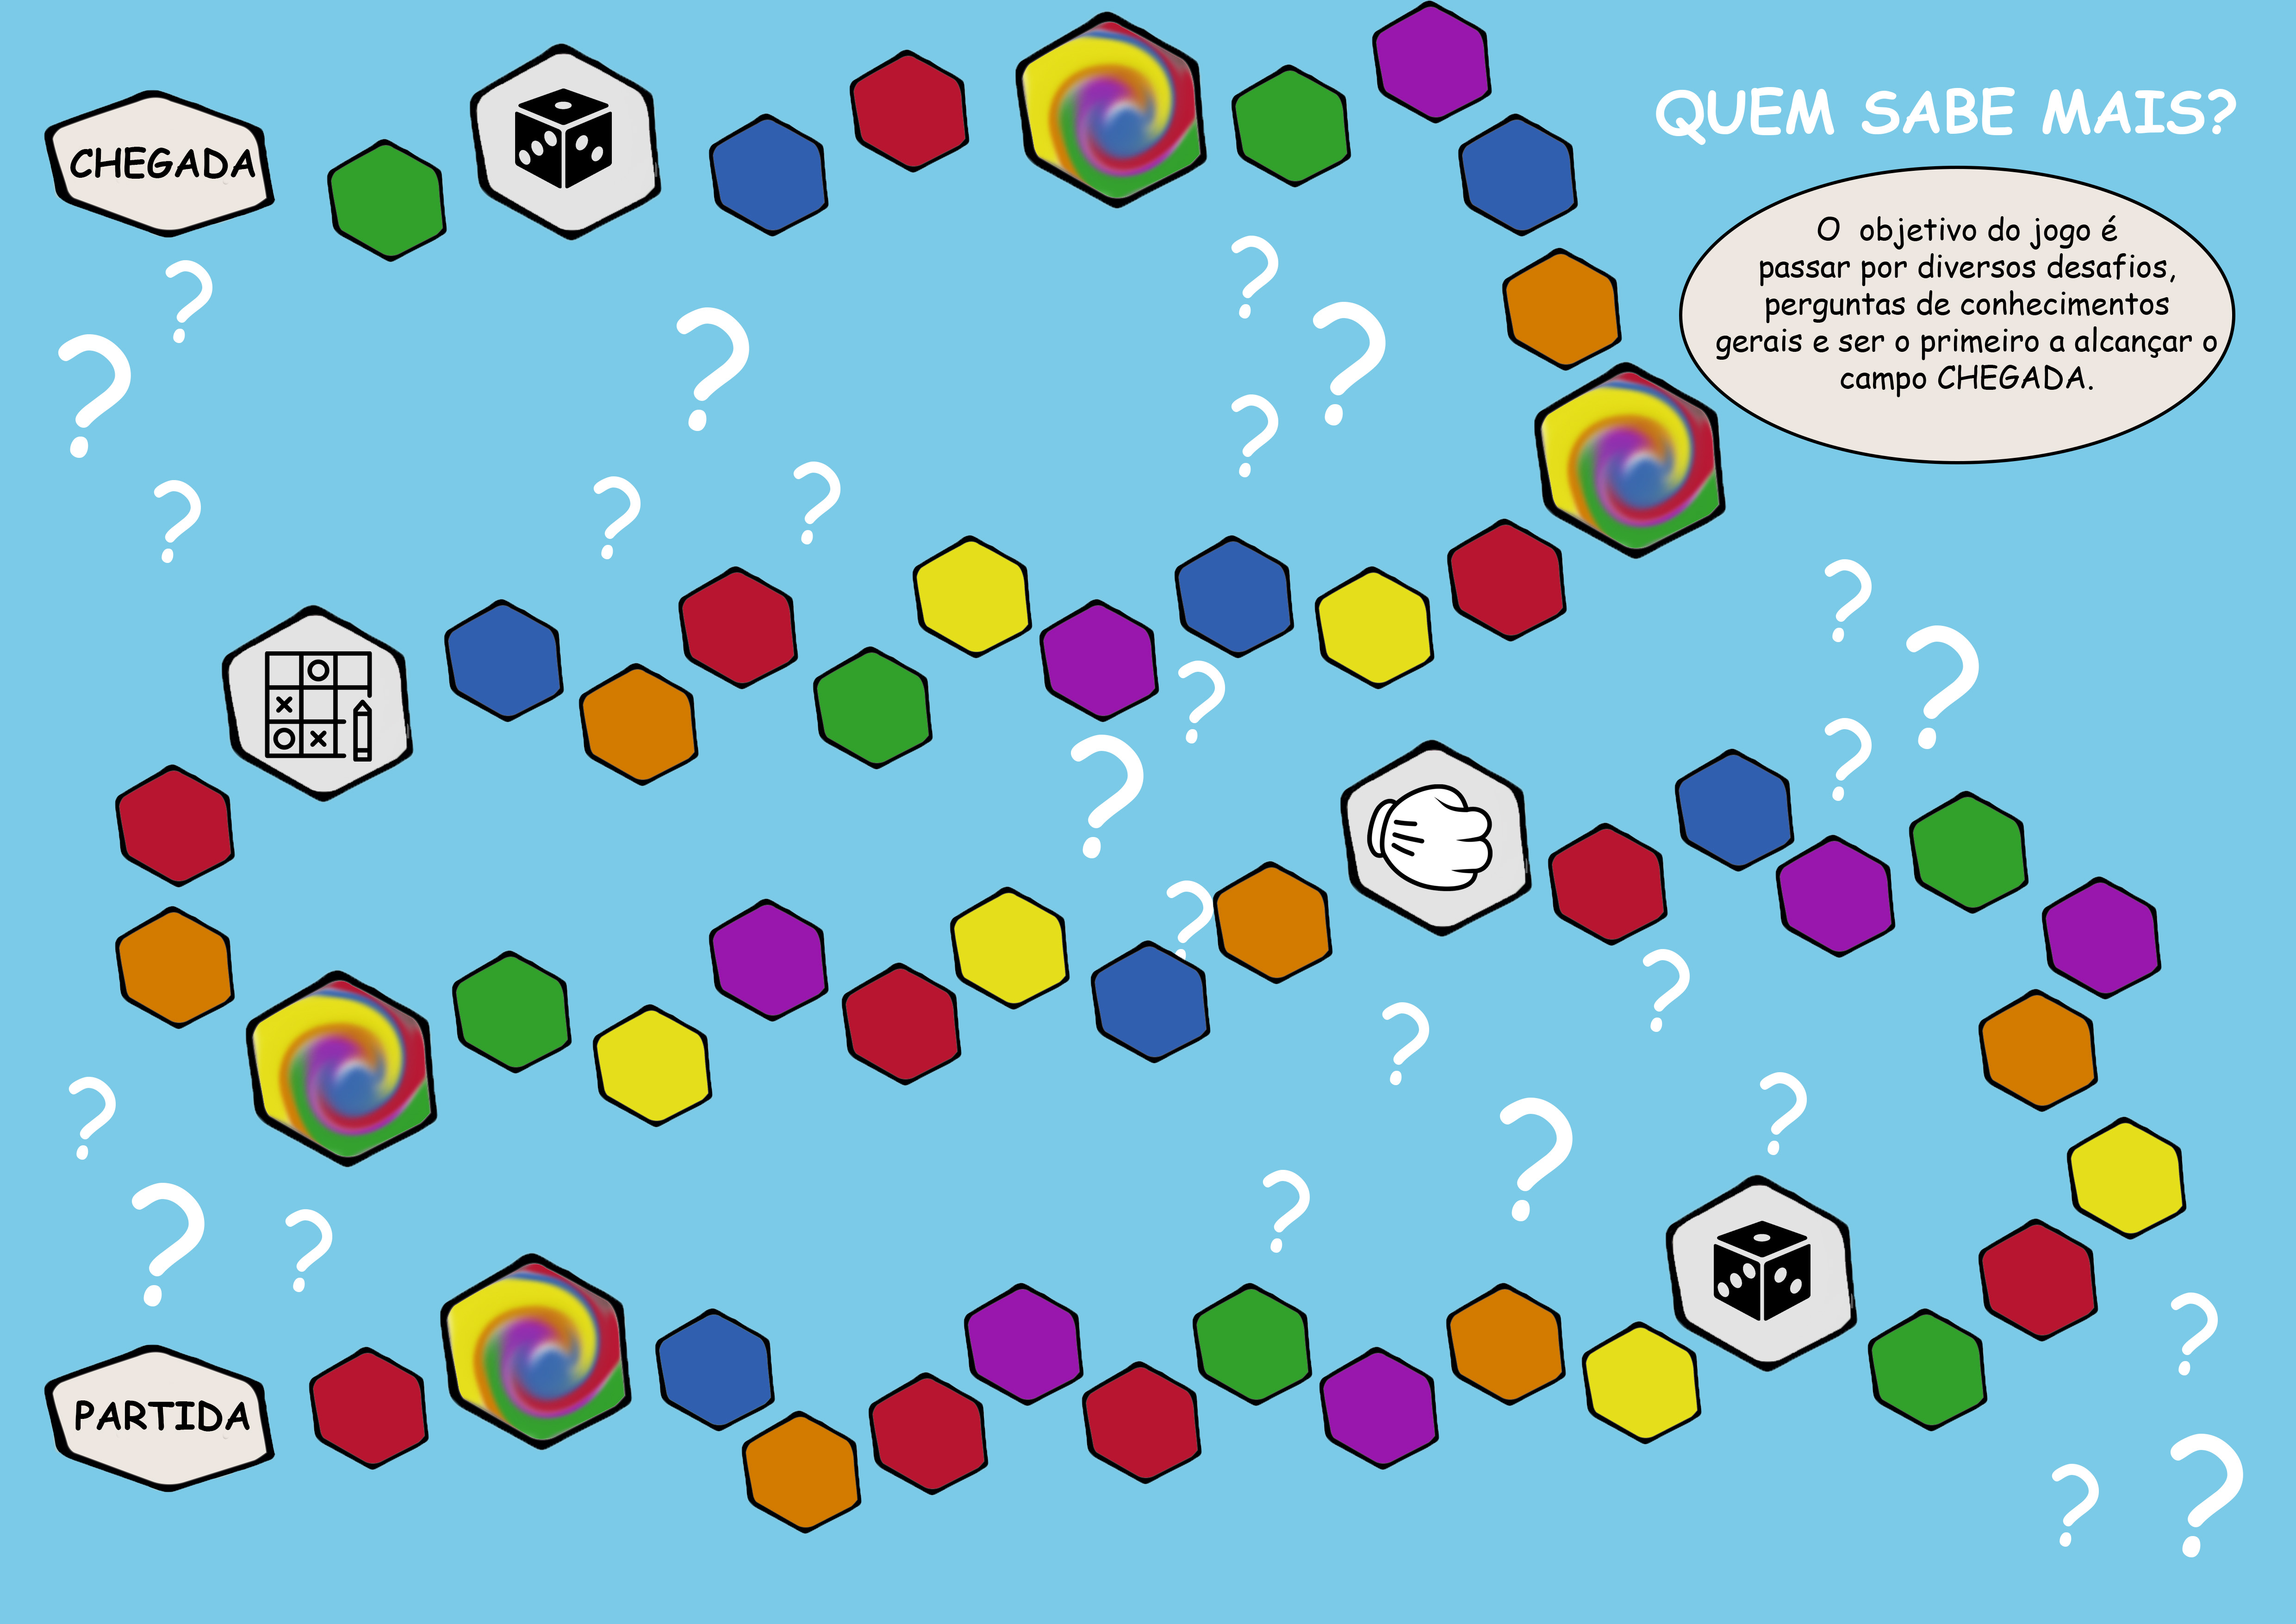 QUEM SABE MAIS?
CHEGADA
O objetivo do jogo é
passar por diversos desafios,
perguntas de conhecimentos
gerais e ser o primeiro a alcançar o
campo CHEGADA.
PARTIDA